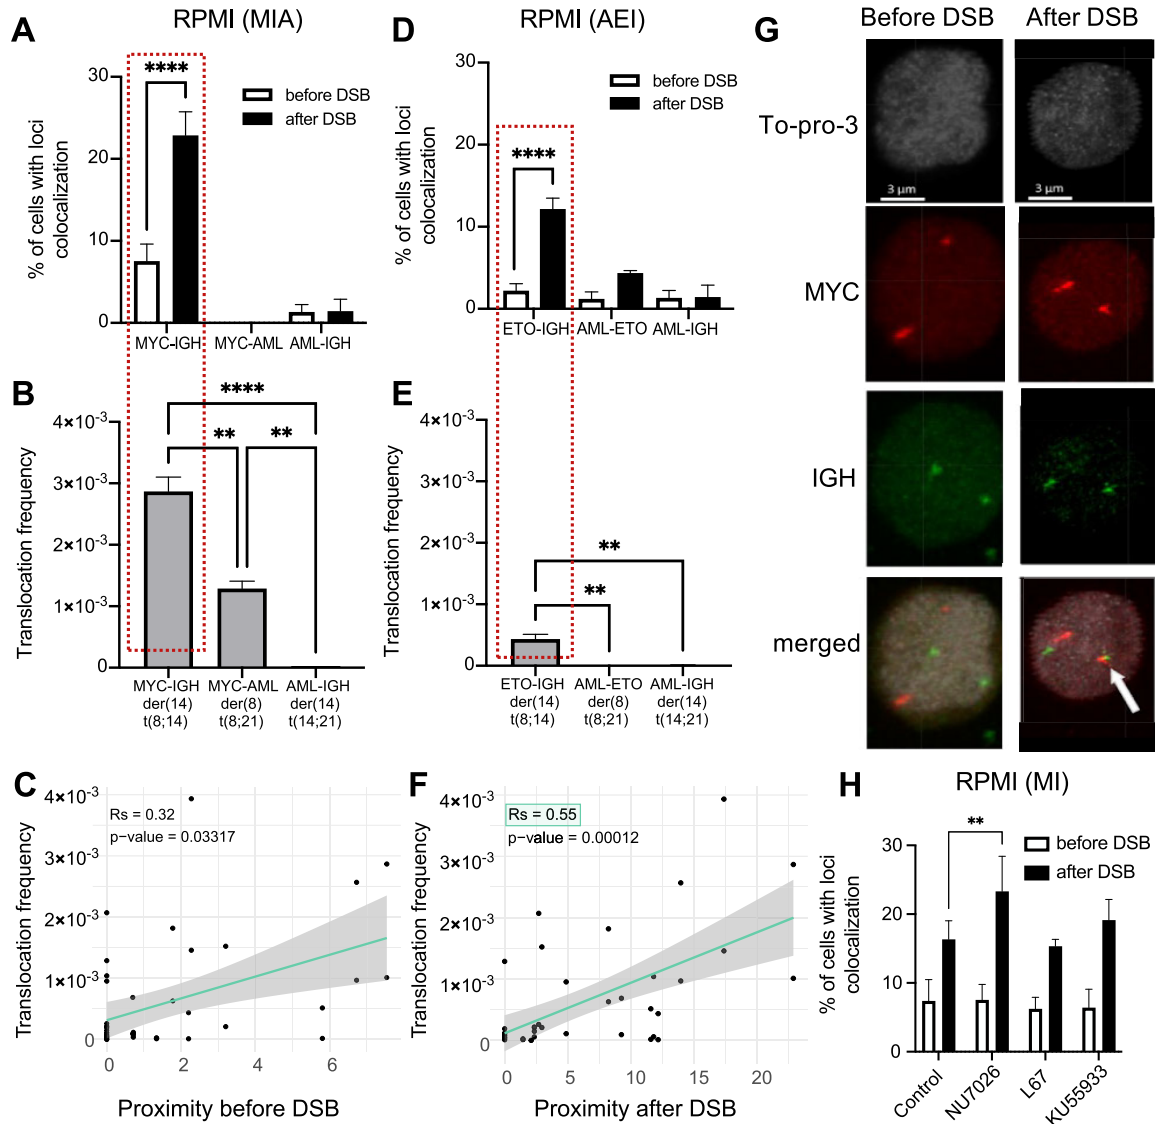 A
RPMI (MIA)
% of cells with loci
colocalization
30
20
10
0
****
before DSB
after DSB
MYC-IGH
MYC-AML
AML-IGH
B
Translocation frequency
4×10-3
3×10-3
2×10-3
1×10-3
0
****
**
**
MYC-IGH
der(14)
t(8;14)
MYC-AML
der(8)
t(8;21)
AML-IGH
der(14)
t(14;21)
C
Translocation frequency
4×10-3
3×10-3
2×10-3
1×10-3
0
Rs = 0.32
p−value = 0.03317
0
2
4
6
Proximity before DSB
D
RPMI (AEI)
% of cells with loci
colocalization
30
20
10
0
****
before DSB
after DSB
ETO-IGH
AML-ETO
AML-IGH
E
Translocation frequency
4×10-3
3×10-3
2×10-3
1×10-3
0
**
**
ETO-IGH
der(14)
t(8;14)
AML-ETO
der(8)
t(8;21)
AML-IGH
der(14)
t(14;21)
F
Translocation frequency
4×10-3
3×10-3
2×10-3
1×10-3
0
Rs = 0.55
p−value = 0.00012
0
5
10
15
20
Proximity after DSB
G
Before DSB
After DSB
To-pro-3
3 μm
3 μm
MYC
IGH
merged
H
RPMI (MI)
% of cells with loci
colocalization
30
20
10
0
**
before DSB
after DSB
Control
NU7026
L67
KU55933